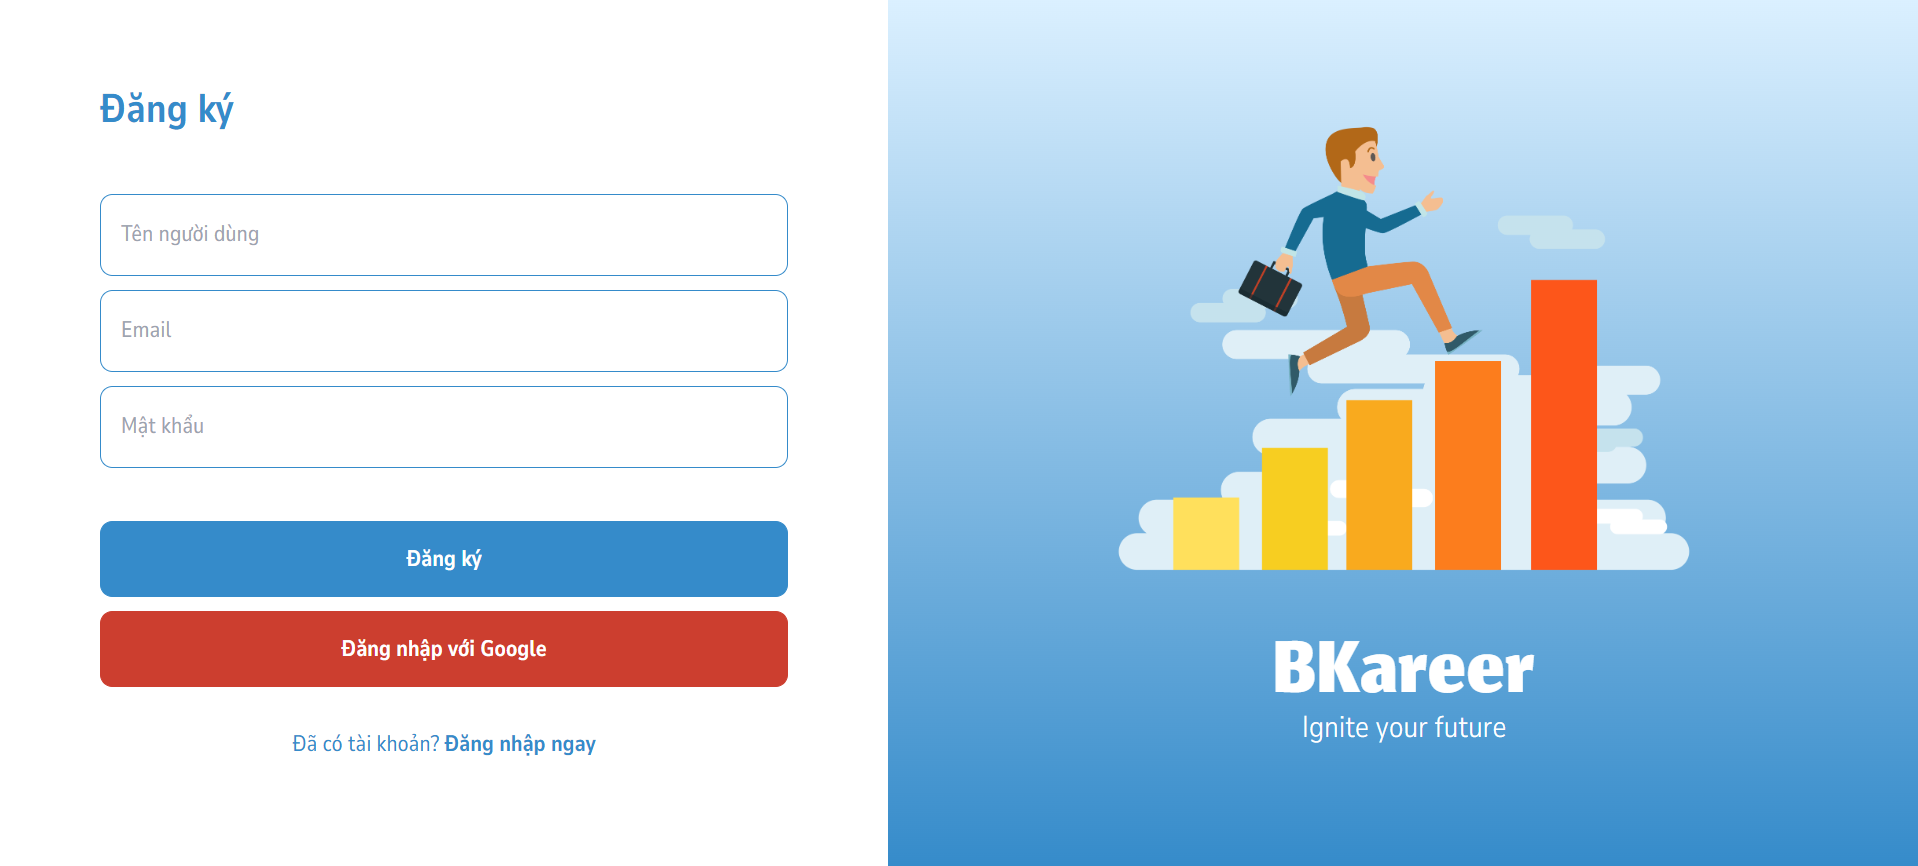 Đăng ký
Tên người dùng
Email
Mật khẩu
Đăng ký
Đăng nhập với Google
Đã có tài khoản? Đăng nhập ngay
BKareer
Ignite your future